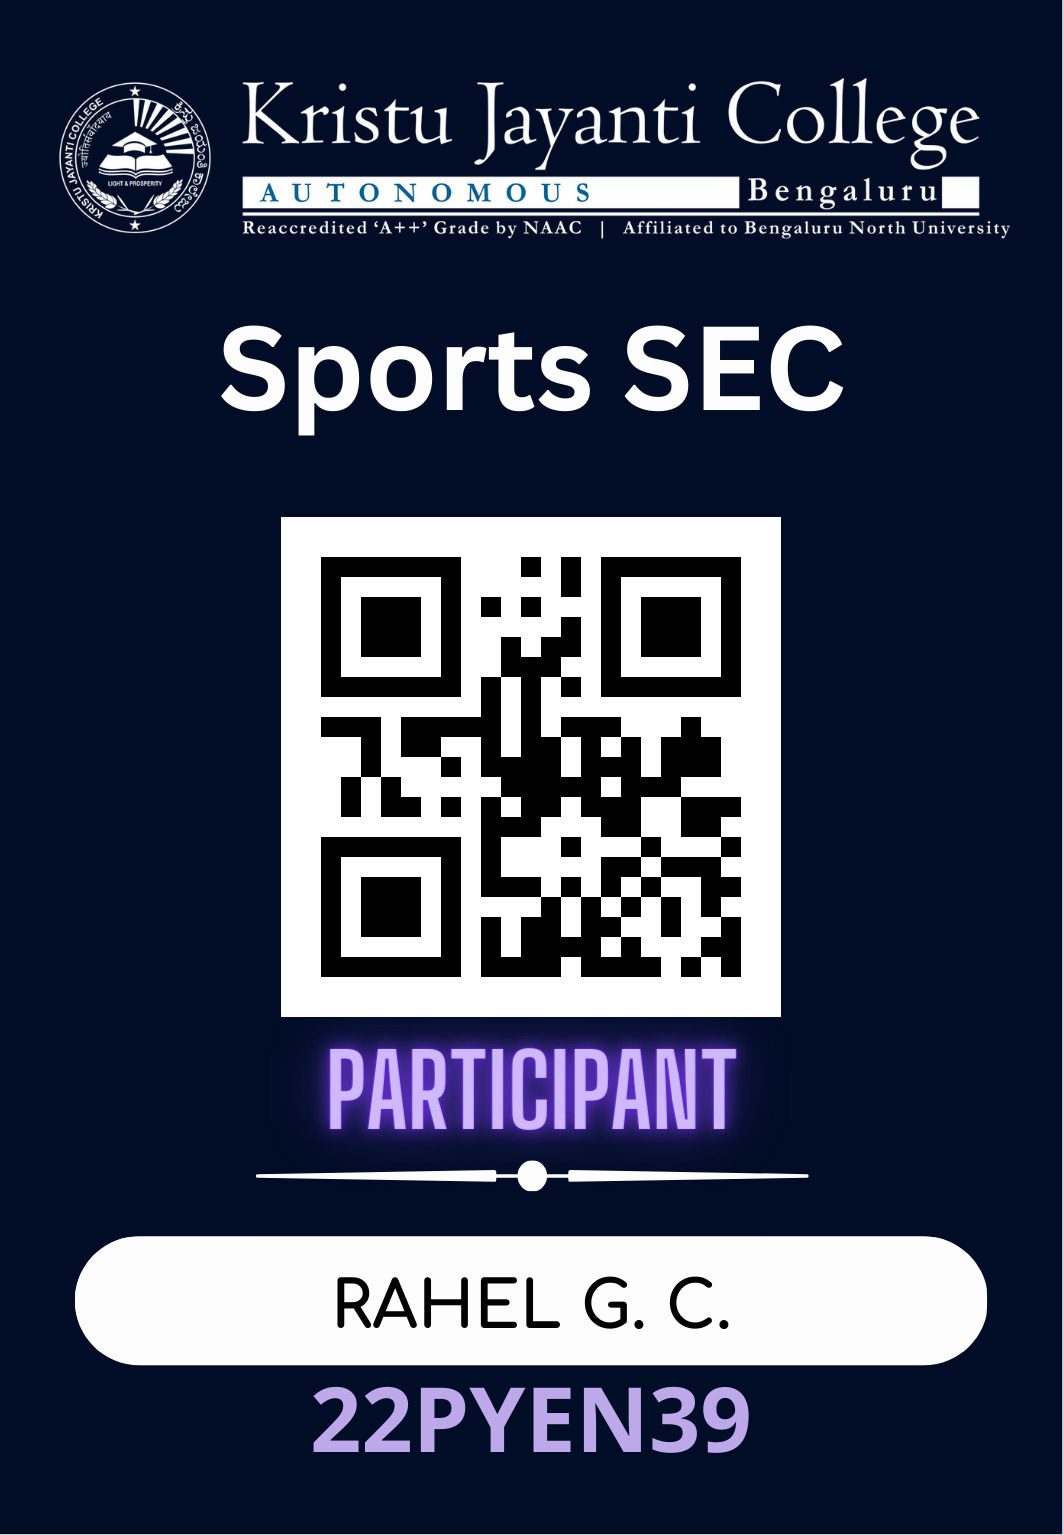 Kristu Jayanti College
AUTONOMOUS Bengaluru
Reaccredited ‘A++’ Grade by NAAC | Affiliated to Bengaluru North University
KRISTU JAYANTI COLLEGE
LIGHT & PROSPERITY
Sports SEC
PARTICIPANT
RAHEL G. C.
22PYEN39